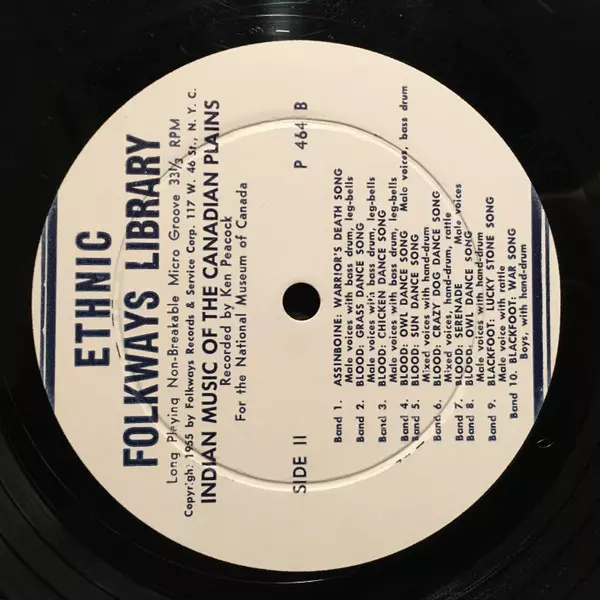 ETHNIC
FOLKWAYS LIBRARY
Long Playing Non-Breakable Micro Groove 33⅓ RPM
Copyright 1955 by Folkways Records & Service Corp. 117 W. 46 St., N. Y. C.
INDIAN MUSIC OF THE CANADIAN PLAINS
Recorded by Ken Peacock
For the National Museum of Canada
SIDE II P 464 B
Band 1. ASSINBOINE: WARRIOR'S DEATH SONG
Male voices with bass drum, leg-bells
Band 2. BLOOD: GRASS DANCE SONG
Male voices wit's bass drum, leg-bells
Band 3. BLOOD: CHICKEN DANCE SONG
Male voices with bass drum, leg-bells
Band 4. BLOOD: OWL DANCE SONG
Male voices, bass drum
Band 5. BLOOD: SUN DANCE SONG
Mixed voices with hand-drum
Band 6. BLOOD: CRAZY DOG DANCE SONG
Mixed voices, hand-drum, rattle
Band 7. BLOOD: SERENADE Male voices
Band 8. BLOOD: OWL DANCE SONG
Male voices with hand-drum
Band 9. BLACKFOOT: LUCKY STONE SONG
Male voice with rattle
Band 10. BLACKFOOT: WAR SONG
Boys, with hand-drum